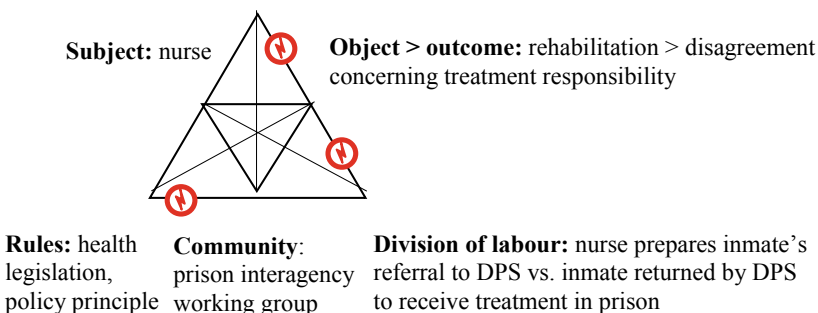 Subject: nurse
Object > outcome: rehabilitation > disagreement
concerning treatment responsibility
Rules: health
legislation,
policy principle
Community:
prison interagency
working group
Division of labour: nurse prepares inmate’s
referral to DPS vs. inmate returned by DPS
to receive treatment in prison